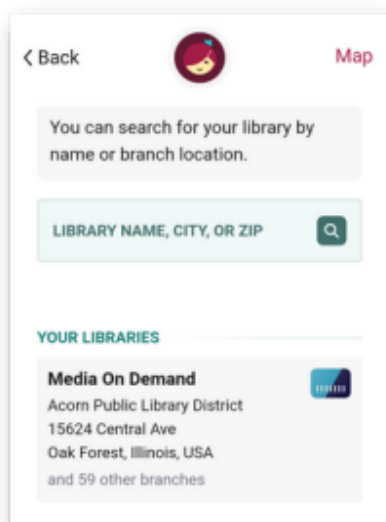 Back
Map
You can search for your library by
name or branch location.
LIBRARY NAME, CITY, OR ZIP
YOUR LIBRARIES
Media On Demand
Acorn Public Library District
15624 Central Ave
Oak Forest, Illinois, USA
and 59 other branches